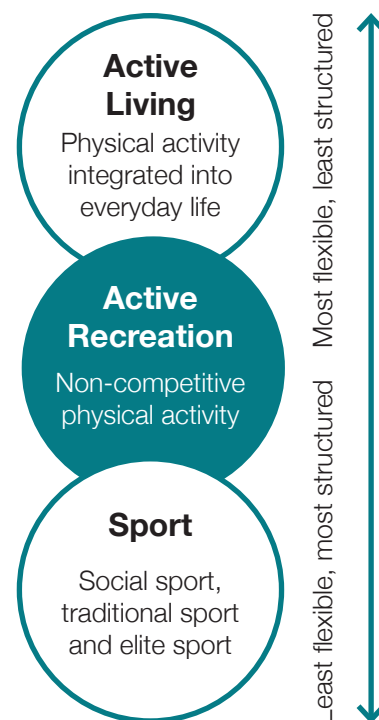 Active
Living
Physical activity
integrated into
everyday life
Active
Recreation
Non-competitive
physical activity
Sport
Social sport,
traditional sport
and elite sport
Most flexible, least structured
Least flexible, most structured